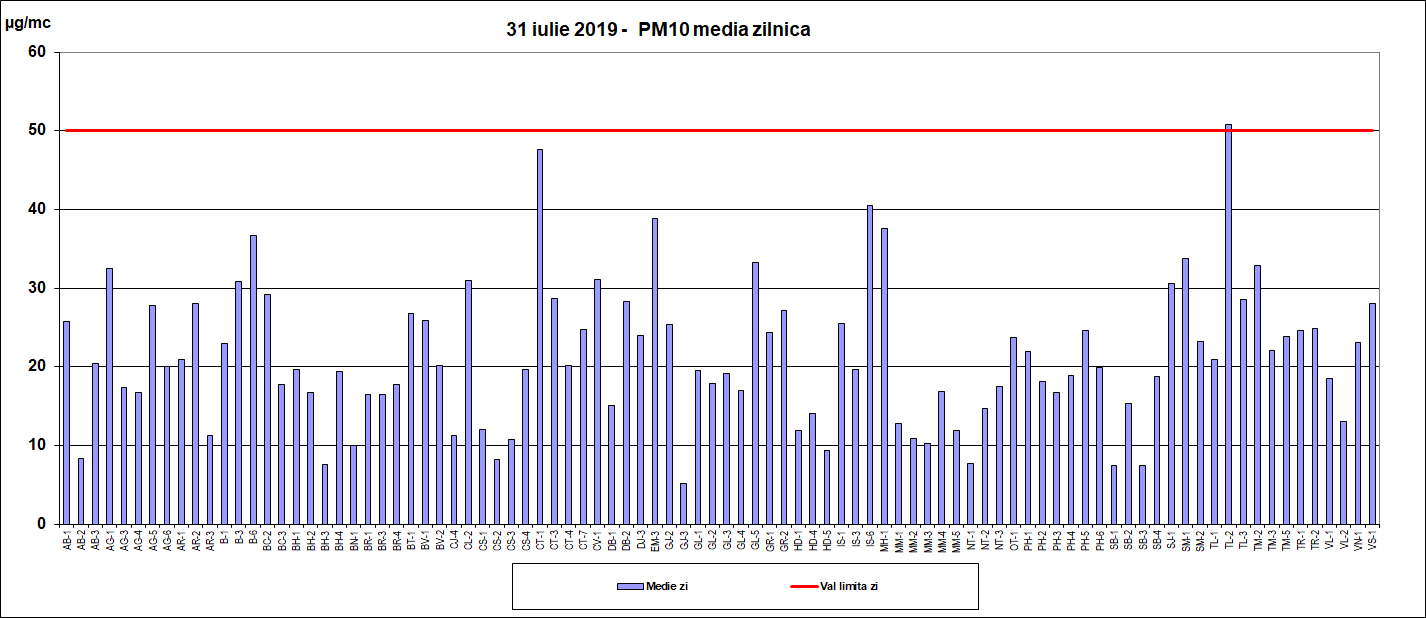 µg/mc
31 iulie 2019 - PM10 media zilnica
60
50
40
30
20
10
0
AB-1
AB-2
AB-3
AG-1
AG-3
AG-4
AG-5
AG-6
AR-1
AR-2
AR-3
B-1
B-3
B-6
BC-2
BC-3
BH-1
BH-2
BH-3
BH-4
BN-1
BR-1
BR-3
BR-4
BT-1
BV-1
BV-2
CJ-4
CL-2
CS-1
CS-2
CS-3
CS-4
CT-1
CT-3
CT-4
CT-7
CV-1
DB-1
DB-2
DJ-3
EM-3
GJ-2
GJ-3
GL-1
GL-2
GL-3
GL-4
GL-5
GR-1
GR-2
HD-1
HD-4
HD-5
IS-1
IS-3
IS-6
MH-1
MM-1
MM-2
MM-3
MM-4
MM-5
NT-1
NT-2
NT-3
OT-1
PH-1
PH-2
PH-3
PH-4
PH-5
PH-6
SB-1
SB-2
SB-3
SB-4
SJ-1
SM-1
SM-2
TL-1
TL-2
TL-3
TM-2
TM-3
TM-5
TR-1
TR-2
VL-1
VL-2
VN-1
VS-1
Medie zi
Val limita zi